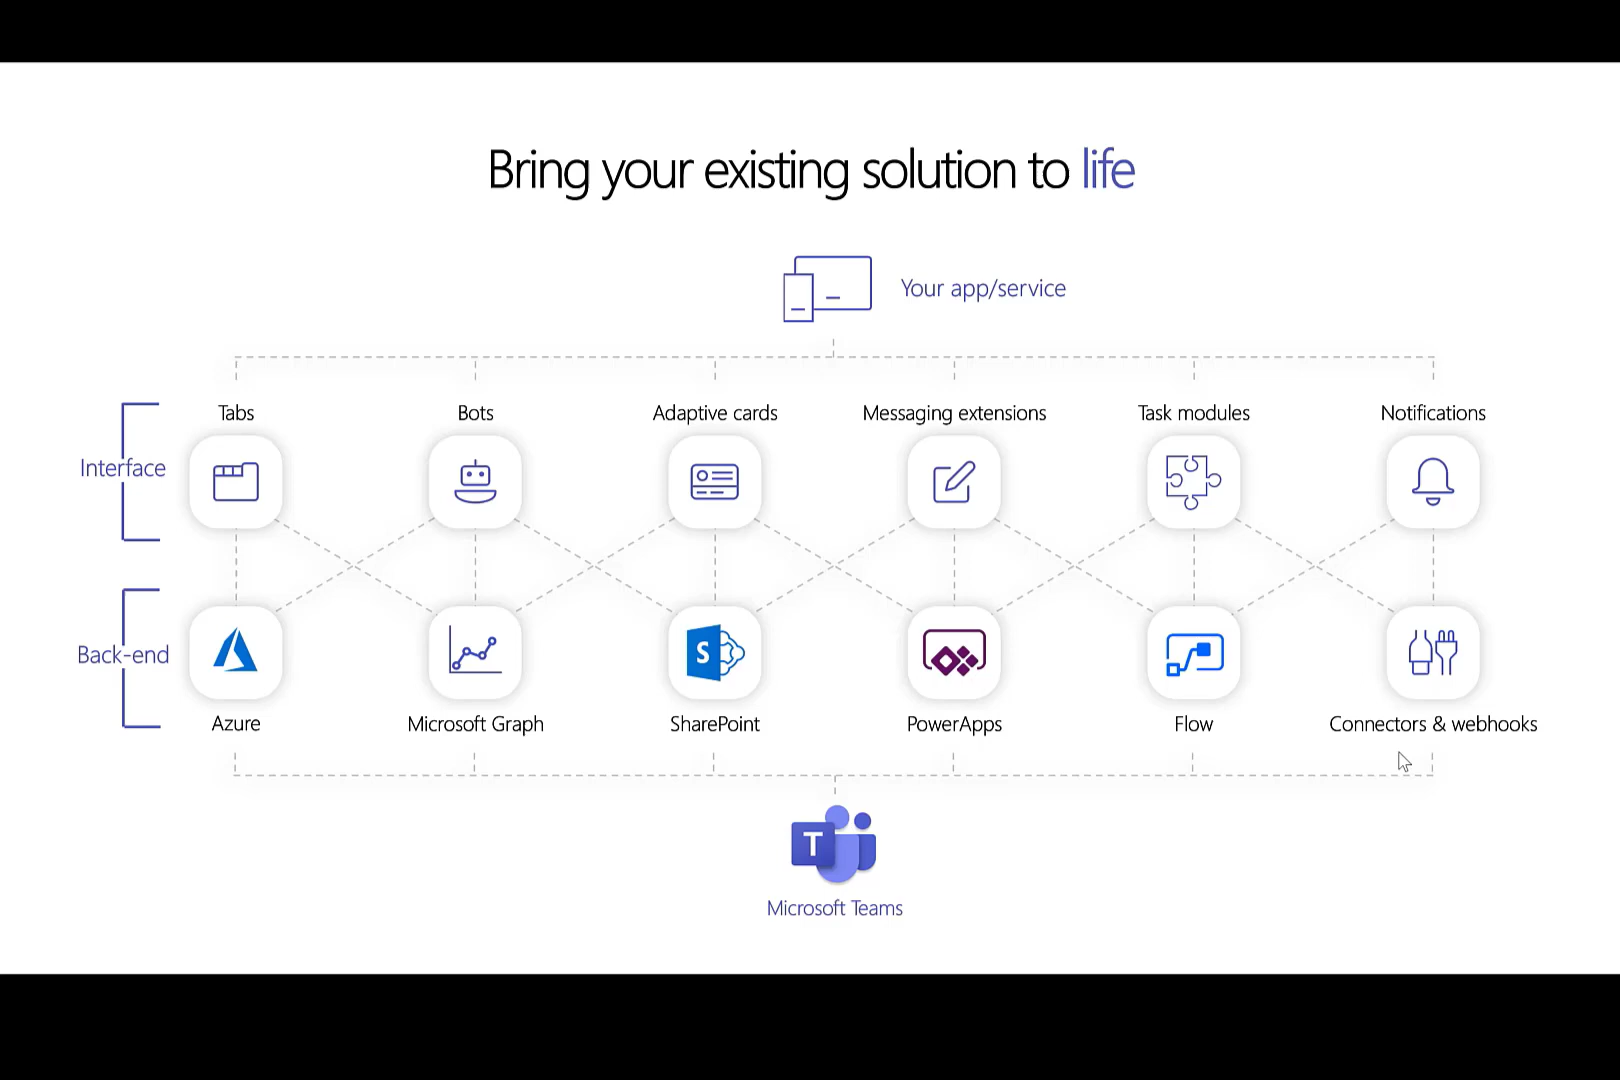 Bring your existing solution to life
Your app/service
Tabs
Bots
Adaptive cards
Messaging extensions
Task modules
Notifications
Interface
Back-end
S
Azure
Microsoft Graph
SharePoint
PowerApps
Flow
Connectors & webhooks
T
Microsoft Teams